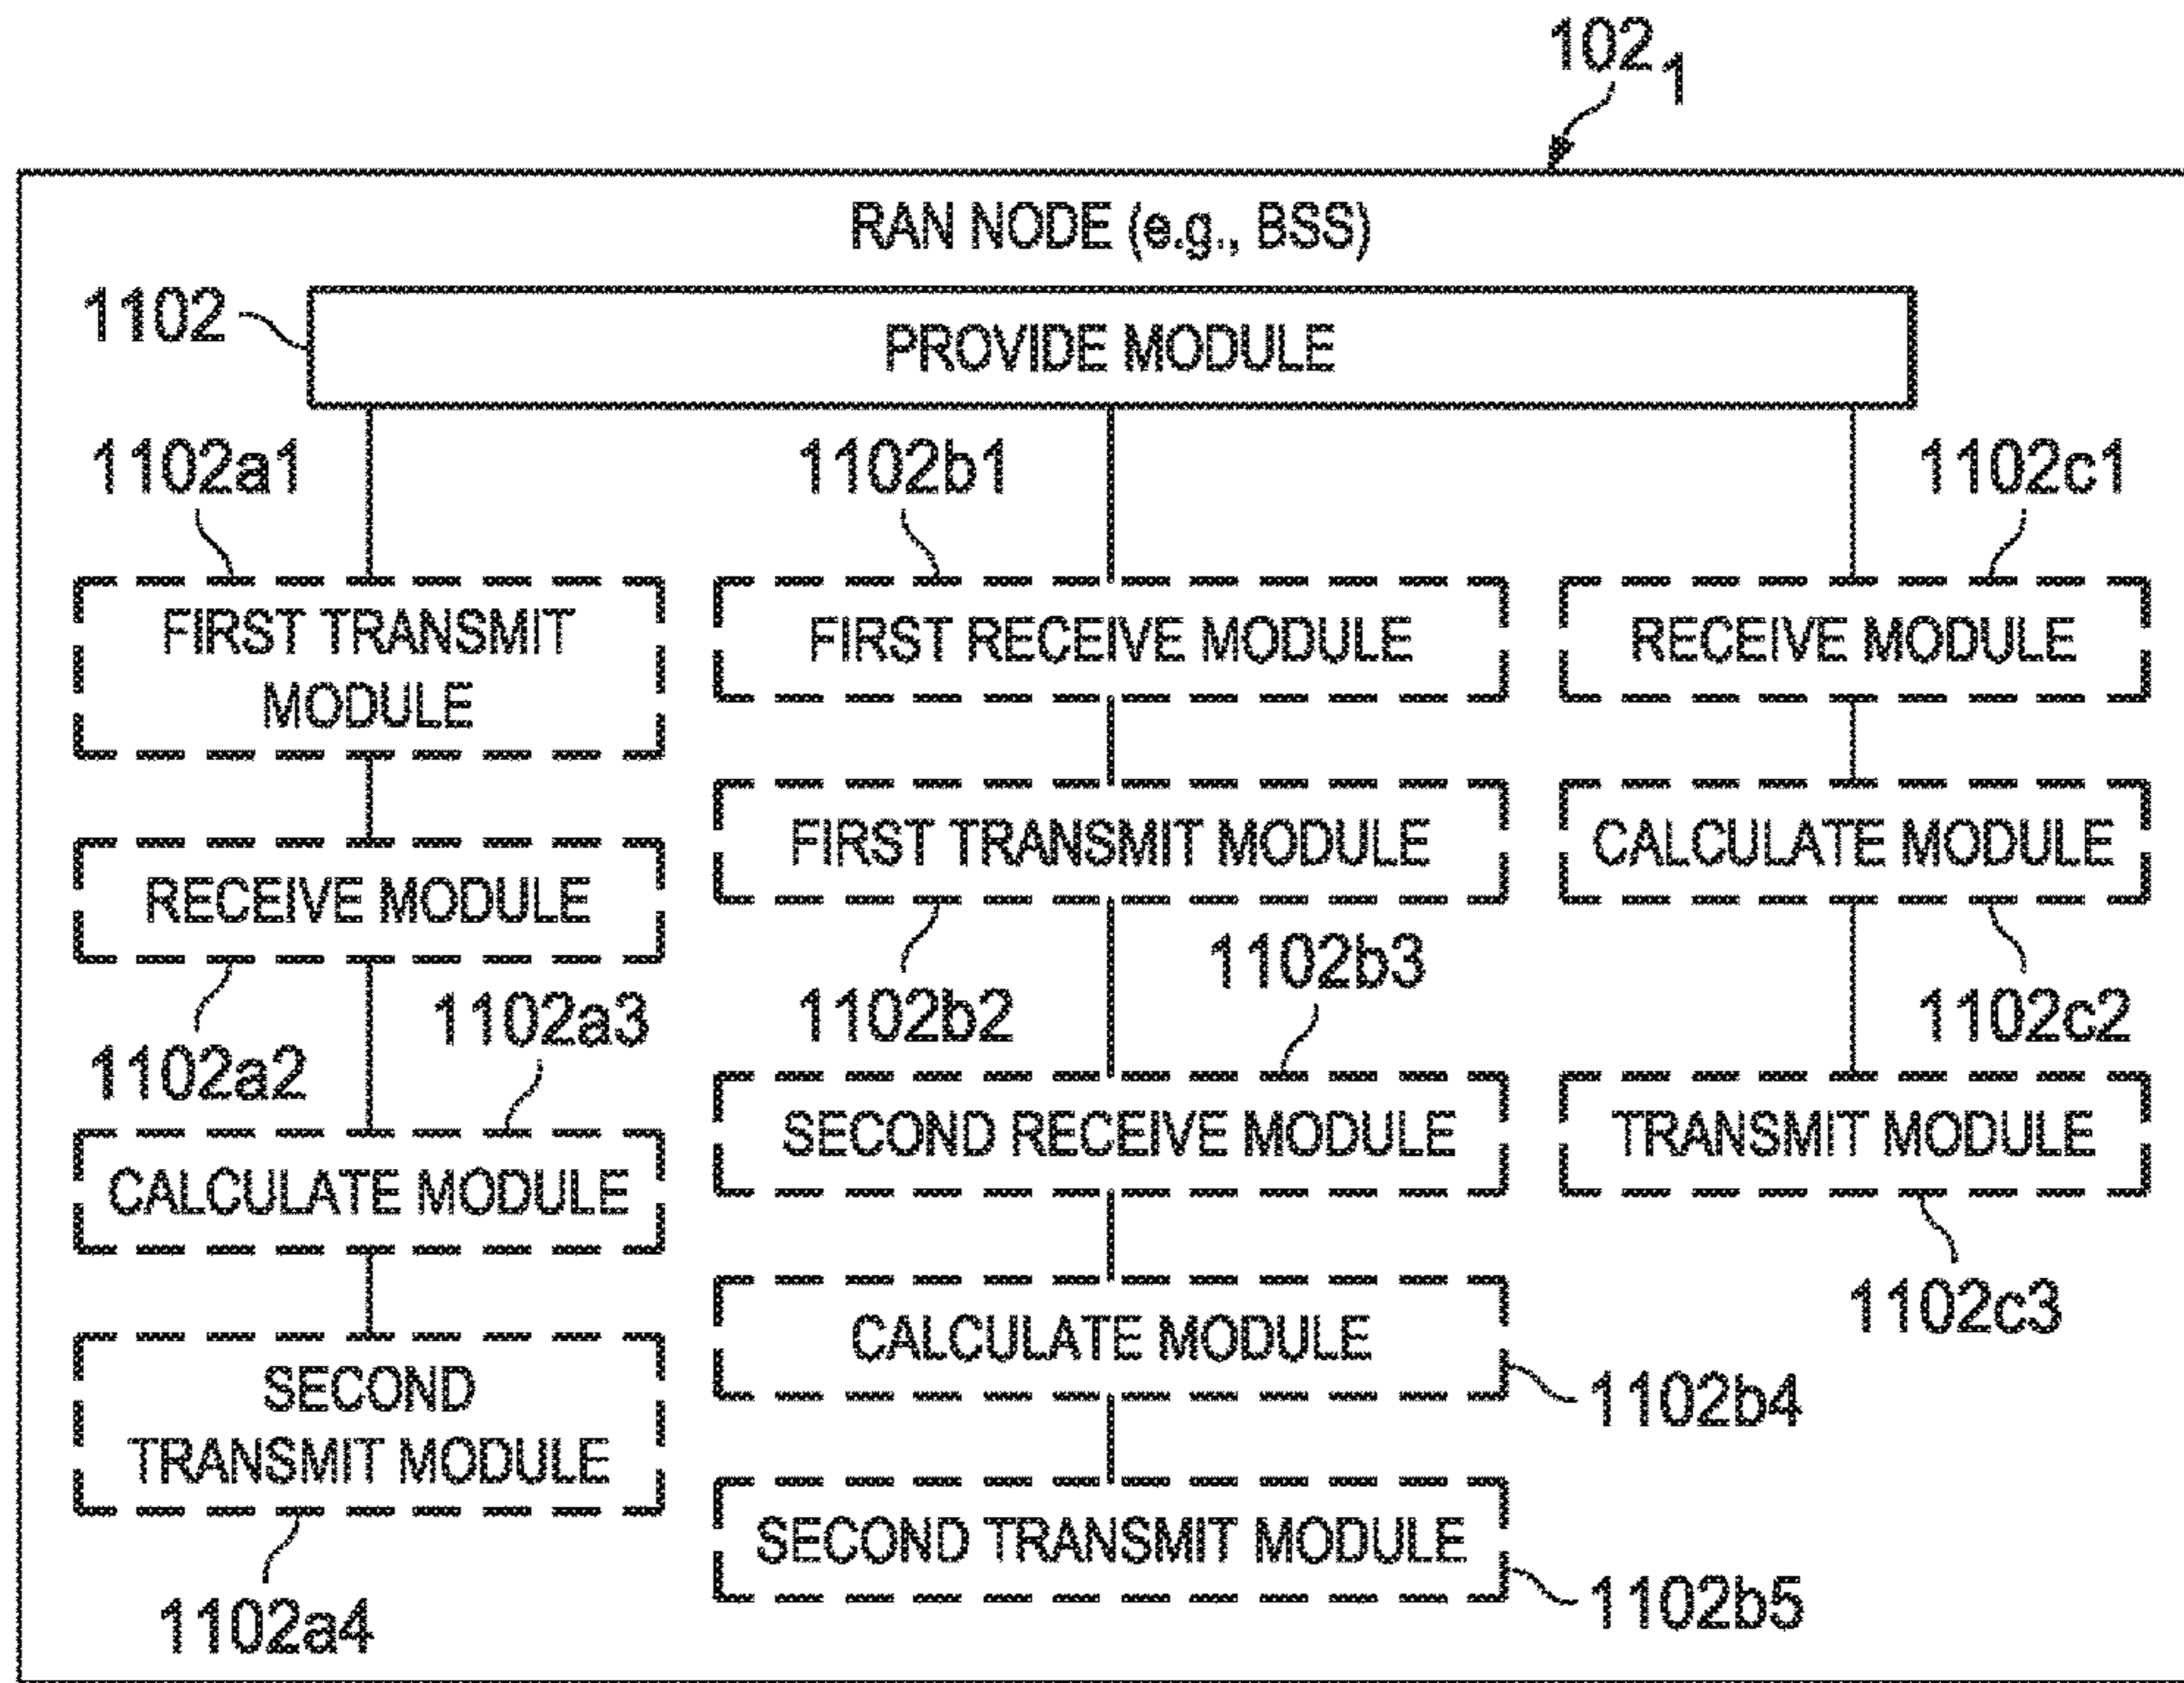 102₁
RAN NODE (e.g., BSS)
1102
PROVIDE MODULE
1102a1
FIRST TRANSMIT
MODULE
RECEIVE MODULE
1102a2
1102a3
CALCULATE MODULE
SECOND
TRANSMIT MODULE
1102a4
1102b1
FIRST RECEIVE MODULE
FIRST TRANSMIT MODULE
1102b2
1102b3
SECOND RECEIVE MODULE
CALCULATE MODULE
1102b4
SECOND TRANSMIT MODULE
1102b5
1102c1
RECEIVE MODULE
CALCULATE MODULE
1102c2
TRANSMIT MODULE
1102c3